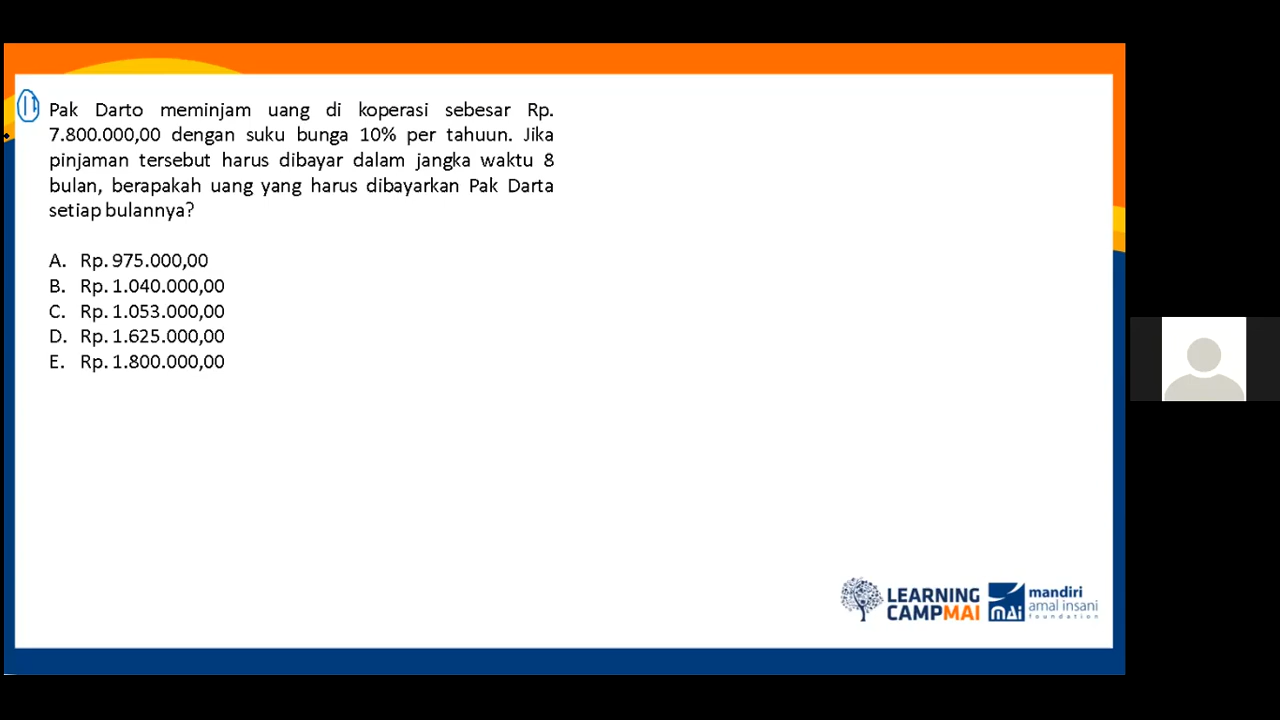 11
Pak Darto meminjam uang di koperasi sebesar Rp.
7.800.000,00 dengan suku bunga 10% per tahuun. Jika
pinjaman tersebut harus dibayar dalam jangka waktu 8
bulan, berapakah uang yang harus dibayarkan Pak Darta
setiap bulannya?
A. Rp. 975.000,00
B. Rp. 1.040.000,00
C. Rp. 1.053.000,00
D. Rp. 1.625.000,00
E. Rp. 1.800.000,00
LEARNING
CAMPMAI
MAi
mandiri
amal insani
foundation